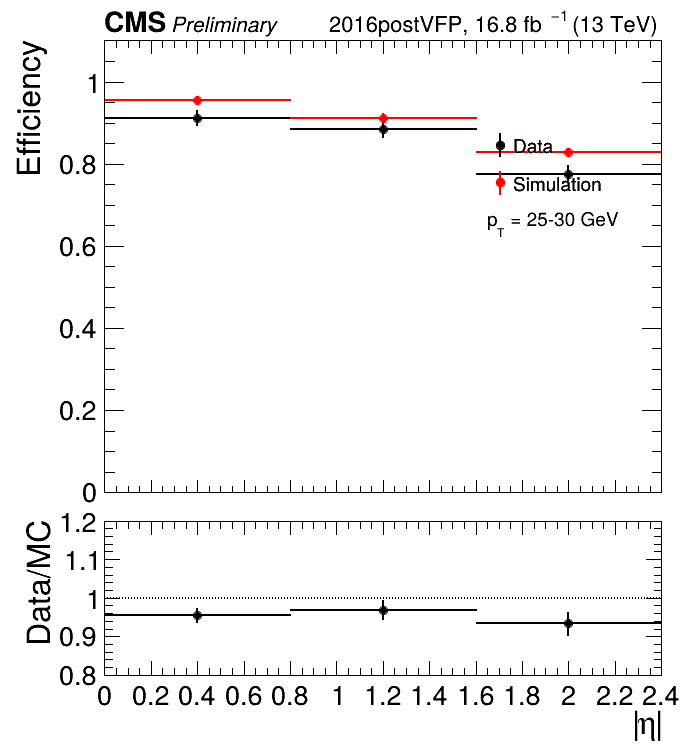 CMS Preliminary 2016postVFP, 16.8 fb⁻¹ (13 TeV)
Efficiency
1
0.8
0.6
0.4
0.2
0
Data
Simulation
p_T = 25-30 GeV
Data/MC
1.2
1.1
1
0.9
0.8
0 0.2 0.4 0.6 0.8 1 1.2 1.4 1.6 1.8 2 2.2 2.4
|η|